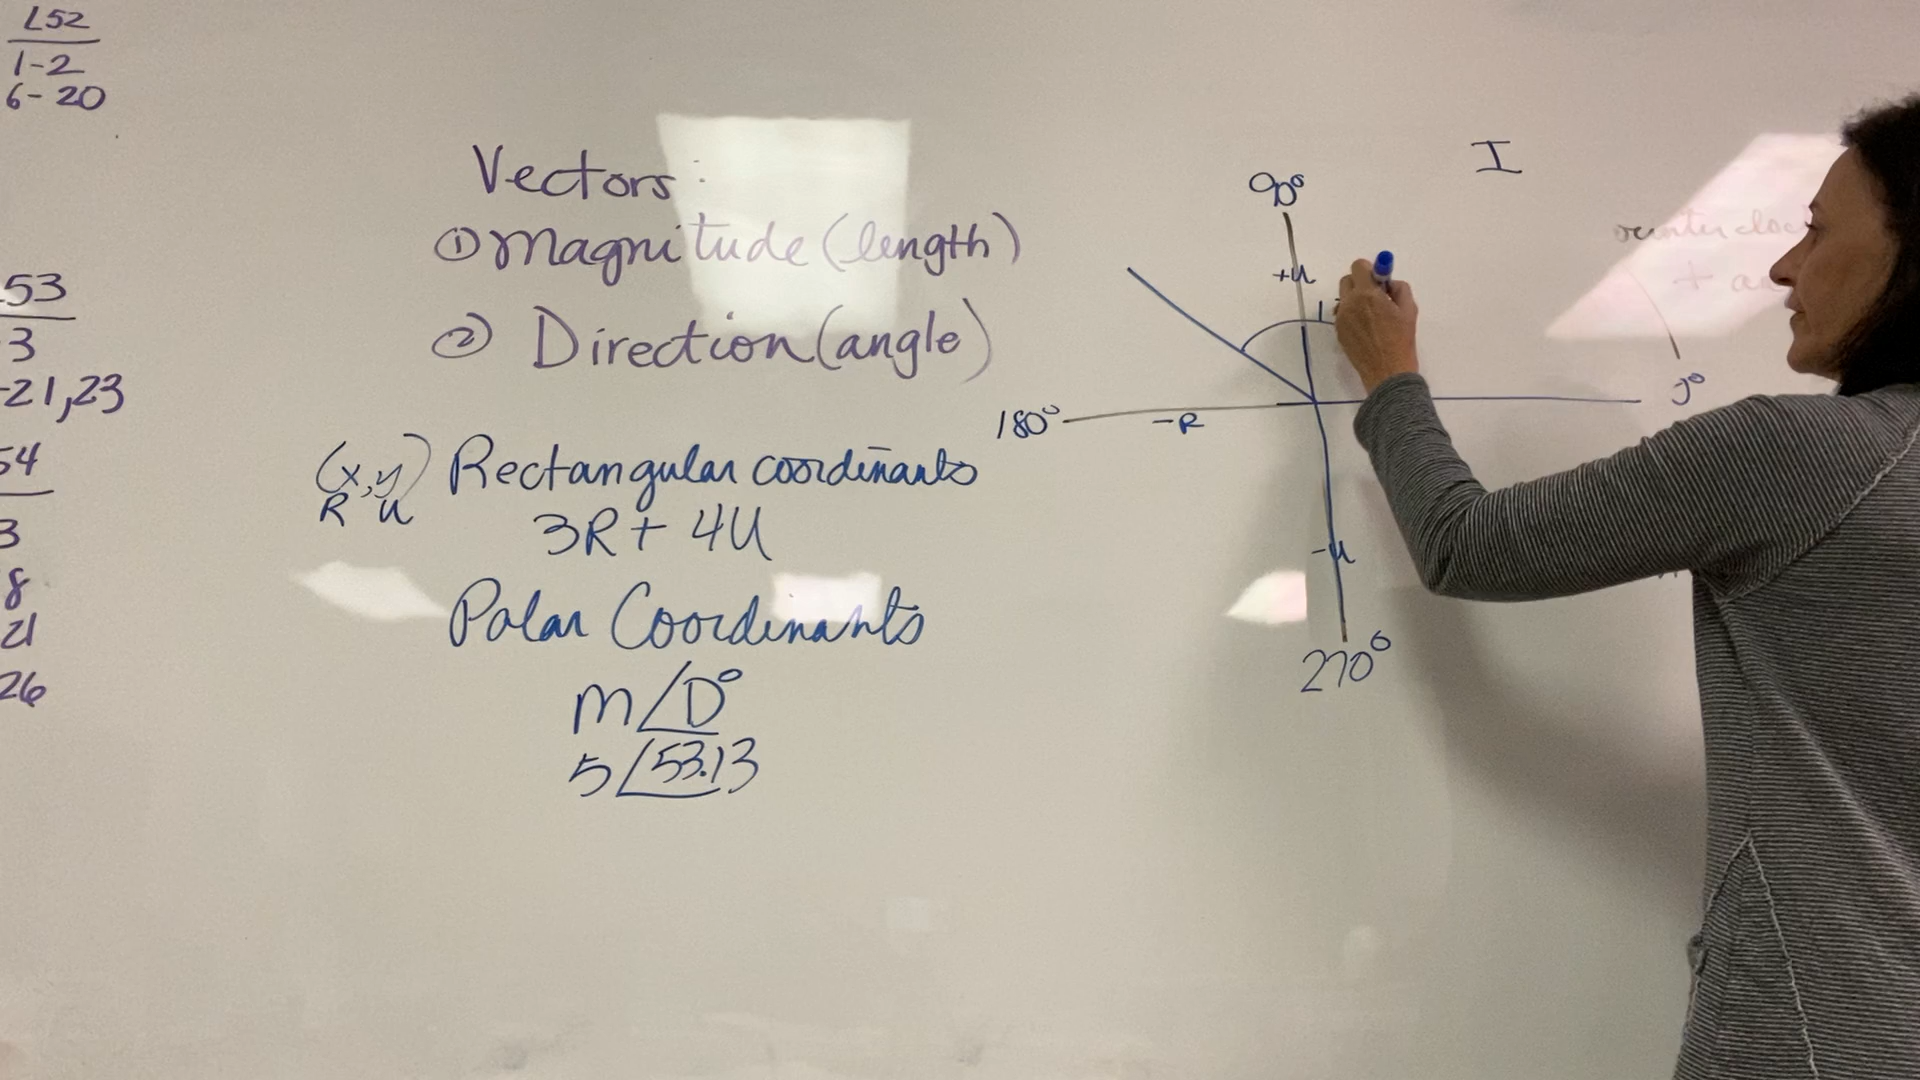 L52
1-2
6-20
53
3
-21,23
54
3
8
21
26
Vectors:
① Magnitude (length)
② Direction (angle)
(x,y) Rectangular coordinants
R U
3R + 4U
Polar Coordinants
m∠D°
5∠53.13
I
90°
+U
1
180°
-R
0°
-U
270°
+